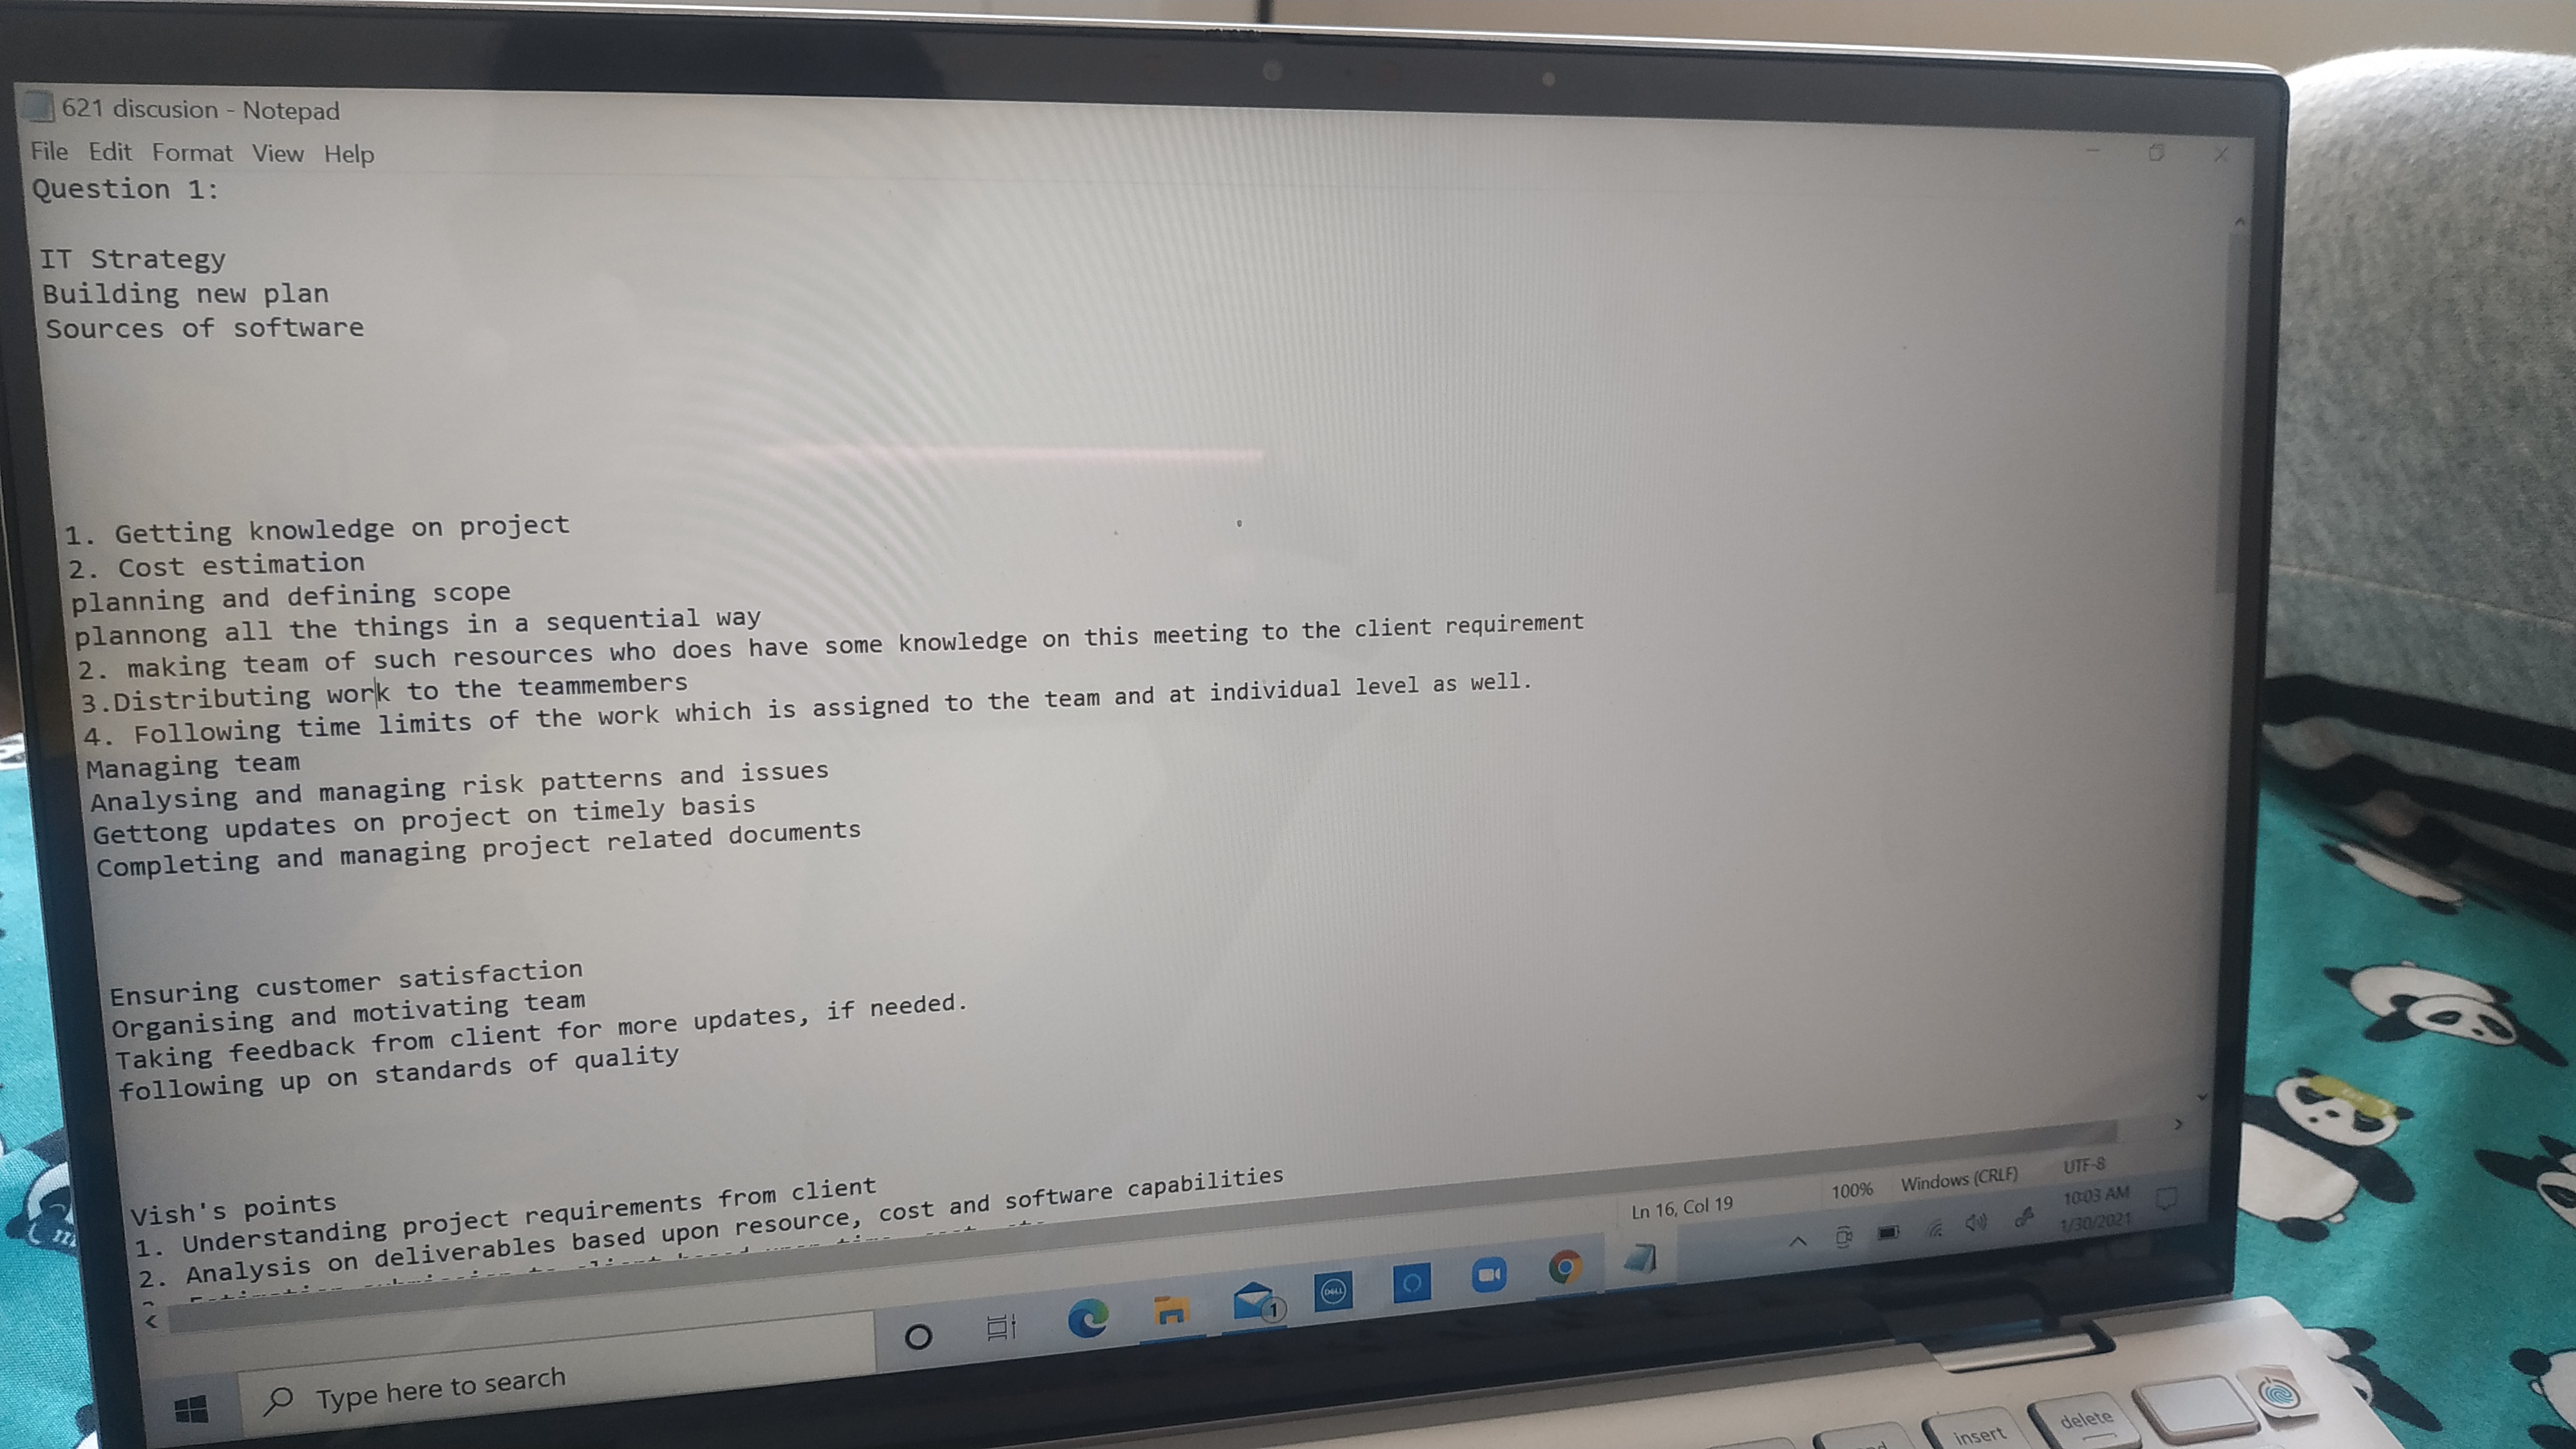 621 discusion - Notepad
File Edit Format View Help
Question 1:
IT Strategy
Building new plan
Sources of software
1. Getting knowledge on project
2. Cost estimation
planning and defining scope
plannong all the things in a sequential way
2. making team of such resources who does have some knowledge on this meeting to the client requirement
3.Distributing work to the teammembers
4. Following time limits of the work which is assigned to the team and at individual level as well.
Managing team
Analysing and managing risk patterns and issues
Gettong updates on project on timely basis
Completing and managing project related documents
Ensuring customer satisfaction
Organising and motivating team
Taking feedback from client for more updates, if needed.
following up on standards of quality
Vish's points
1. Understanding project requirements from client
2. Analysis on deliverables based upon resource, cost and software capabilities
Ln 16, Col 19
100%
Windows (CRLF)
UTF-8
Type here to search
1
DELL
10:03 AM
1/30/2021
insert
delete